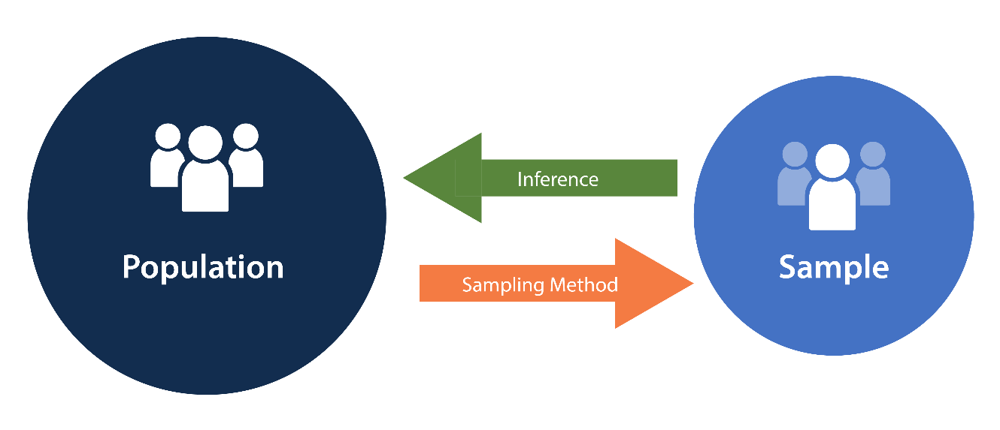 Population
Inference
Sampling Method
Sample